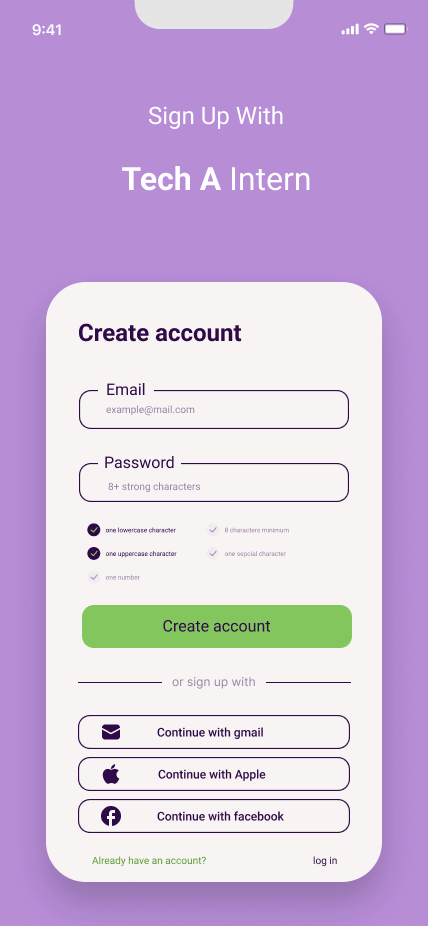 9:41
Sign Up With
Tech A Intern
Create account
Email
example@mail.com
Password
8+ strong characters
one lowercase character
8 characters minimum
one uppercase character
one sepcial character
one number
Create account
or sign up with
Continue with gmail
Continue with Apple
Continue with facebook
Already have an account? log in